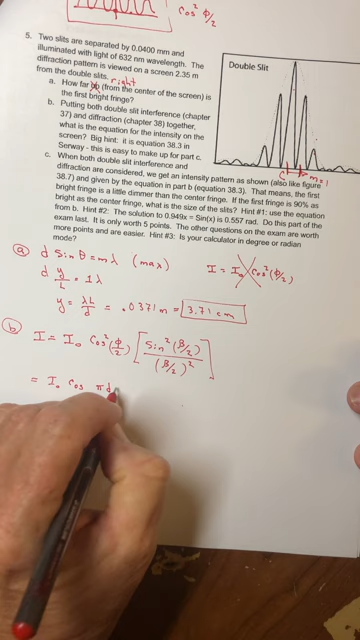 cos² φ/2
5. Two slits are separated by 0.0400 mm and
illuminated with light of 632 nm wavelength. The
diffraction pattern is viewed on a screen 2.35 m
from the double slits.
right
a. How far (from the center of the screen) is
the first bright fringe?
b. Putting both double slit interference (chapter
37) and diffraction (chapter 38) together,
what is the equation for the intensity on the
screen? Big hint: it is equation 38.3 in
Serway - this is easy to make up for part c.
c. When both double slit interference and
diffraction are considered, we get an intensity pattern as shown (also like figure
38.7) and given by the equation in part b (equation 38.3). That means, the first
bright fringe is a little dimmer than the center fringe. If the first fringe is 90% as
bright as the center fringe, what is the size of the slits? Hint #1: use the equation
from b. Hint #2: The solution to 0.949x = Sin(x) is 0.557 rad. Do this part of the
exam last. It is only worth 5 points. The other questions on the exam are worth
more points and are easier. Hint #3: Is your calculator in degree or radian
mode?
Double Slit
C
m=1
a d sin θ = mλ (max)
d y/L = 1λ
y = λL/d = .0371 m = 3.71 cm
I = I₀ cos²(φ/2)
b I = I₀ cos²(φ/2) [sin²(β/2)/(β/2)²]
= I₀ cos πd